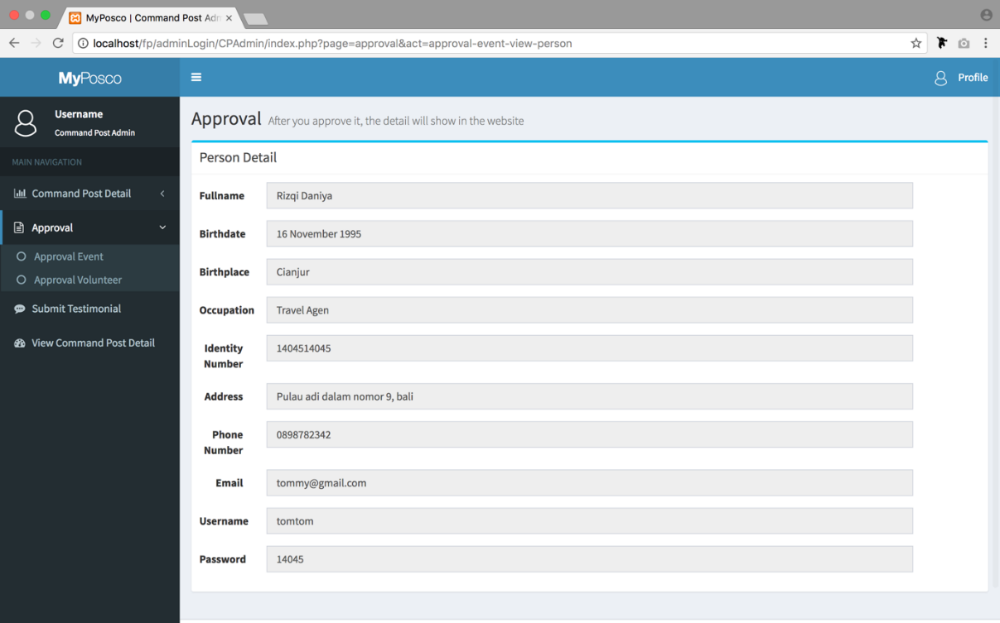 MyPosco | Command Post Adn
localhost/fp/adminLogin/CPAdmin/index.php?page=approval&act=approval-event-view-person
MyPosco
Profile
Username
Command Post Admin
Approval After you approve it, the detail will show in the website
MAIN NAVIGATION
Command Post Detail
Approval
Approval Event
Approval Volunteer
Submit Testimonial
View Command Post Detail
Person Detail
Fullname Rizqi Daniya
Birthdate 16 November 1995
Birthplace Cianjur
Occupation Travel Agen
Identity 1404514045
Number
Address Pulau adi dalam nomor 9, bali
Phone 0898782342
Number
Email tommy@gmail.com
Username tomtom
Password 14045